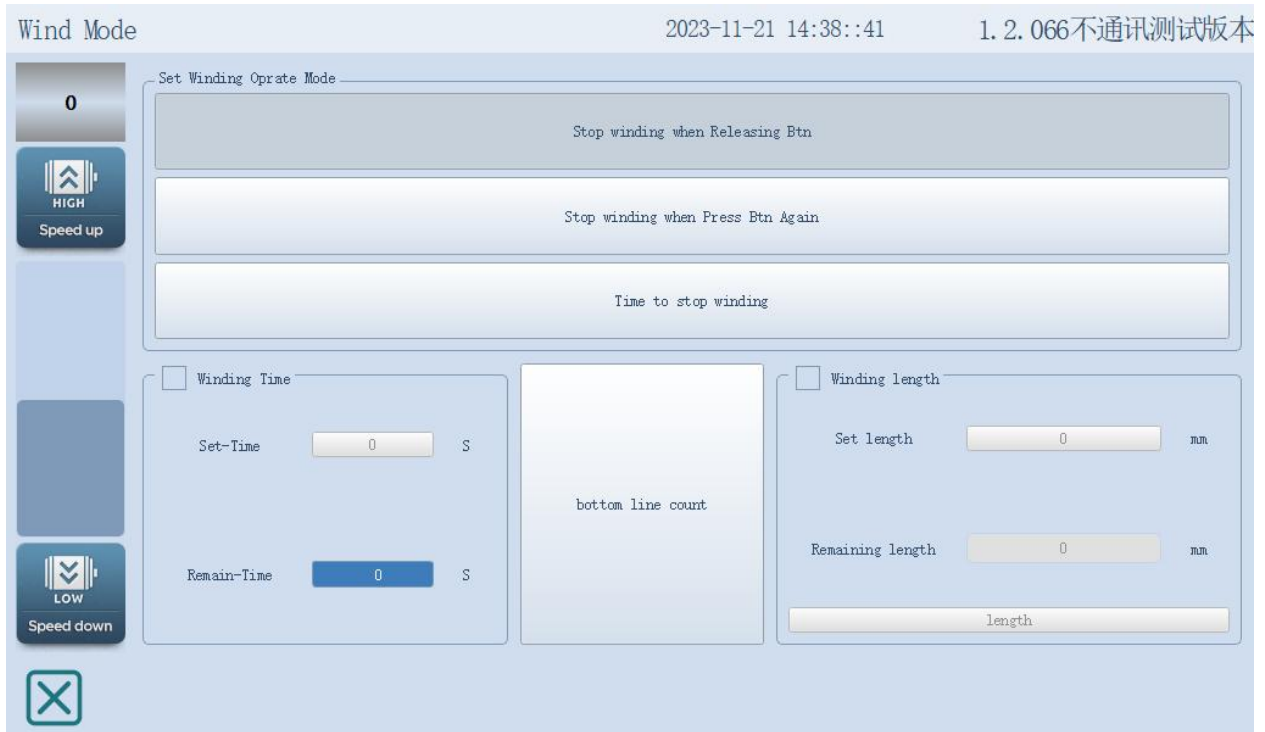 Wind Mode 2023-11-21 14:38::41 1.2.066不通讯测试版本
0
HIGH
Speed up
Set Winding Oprate Mode
Stop winding when Releasing Btn
Stop winding when Press Btn Again
Time to stop winding
Winding Time
Set-Time 0 S
Remain-Time 0 S
bottom line count
Winding length
Set length 0 mm
Remaining length 0 mm
length
LOW
Speed down